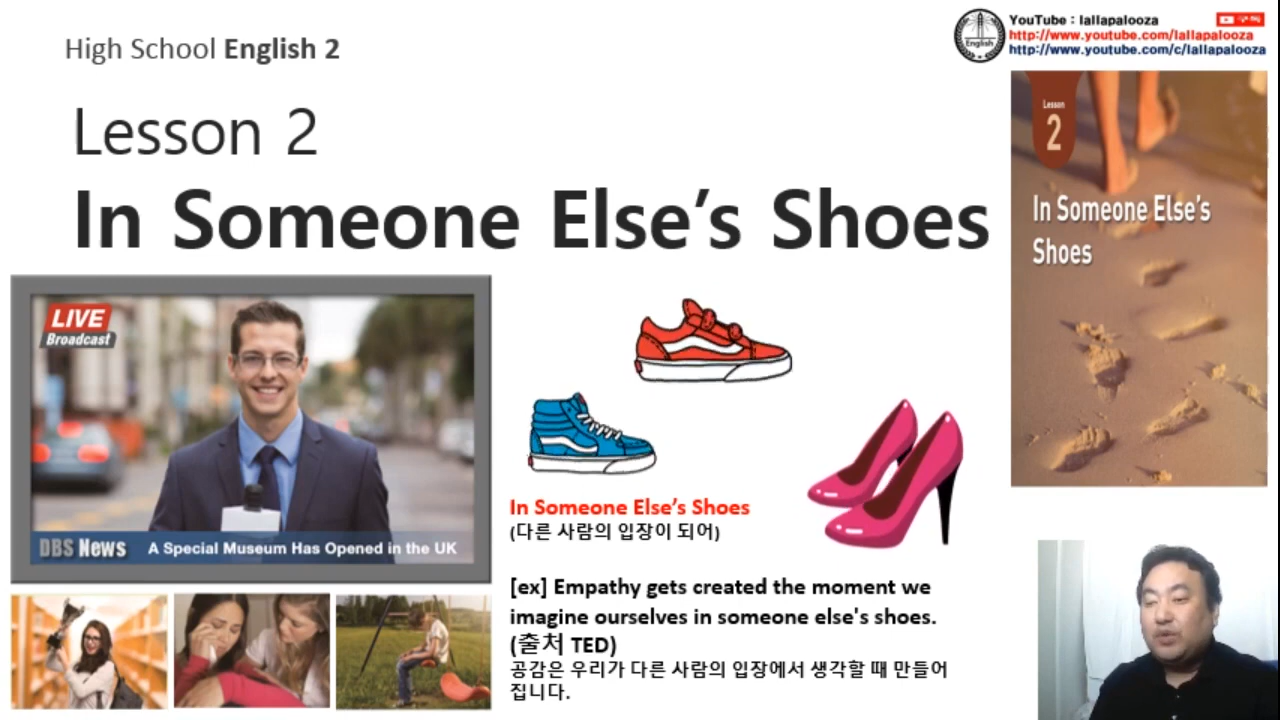 High School English 2
YouTube : lallapalooza
http://www.youtube.com/lallapalooza
http://www.youtube.com/c/lallapalooza
English
Lesson 2
In Someone Else’s Shoes
Lesson
2
In Someone Else’s
Shoes
LIVE
Broadcast
DBS News
A Special Museum Has Opened in the UK
In Someone Else’s Shoes
(다른 사람의 입장이 되어)
[ex] Empathy gets created the moment we
imagine ourselves in someone else's shoes.
(출처 TED)
공감은 우리가 다른 사람의 입장에서 생각할 때 만들어
집니다.